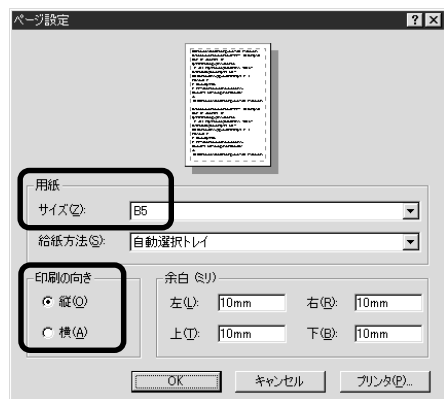 ページ設定
用紙
サイズ(Z): B5
給紙方法(S): 自動選択トレイ
印刷の向き
縦(O)
横(A)
余白 (ミリ)
左(L): 10mm 右(R): 10mm
上(T): 10mm 下(B): 10mm
OK キャンセル プリンタ(P)...